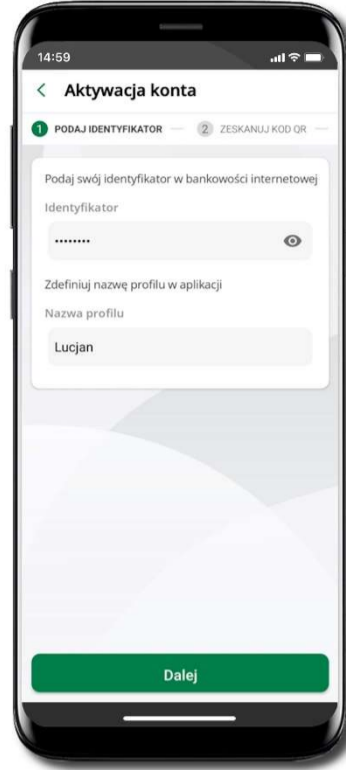 14:59
Aktywacja konta
1 PODAJ IDENTYFIKATOR 2 ZESKANUJ KOD QR
Podaj swój identyfikator w bankowości internetowej
Identyfikator
••••••••
Zdefiniuj nazwę profilu w aplikacji
Nazwa profilu
Lucjan
Dalej